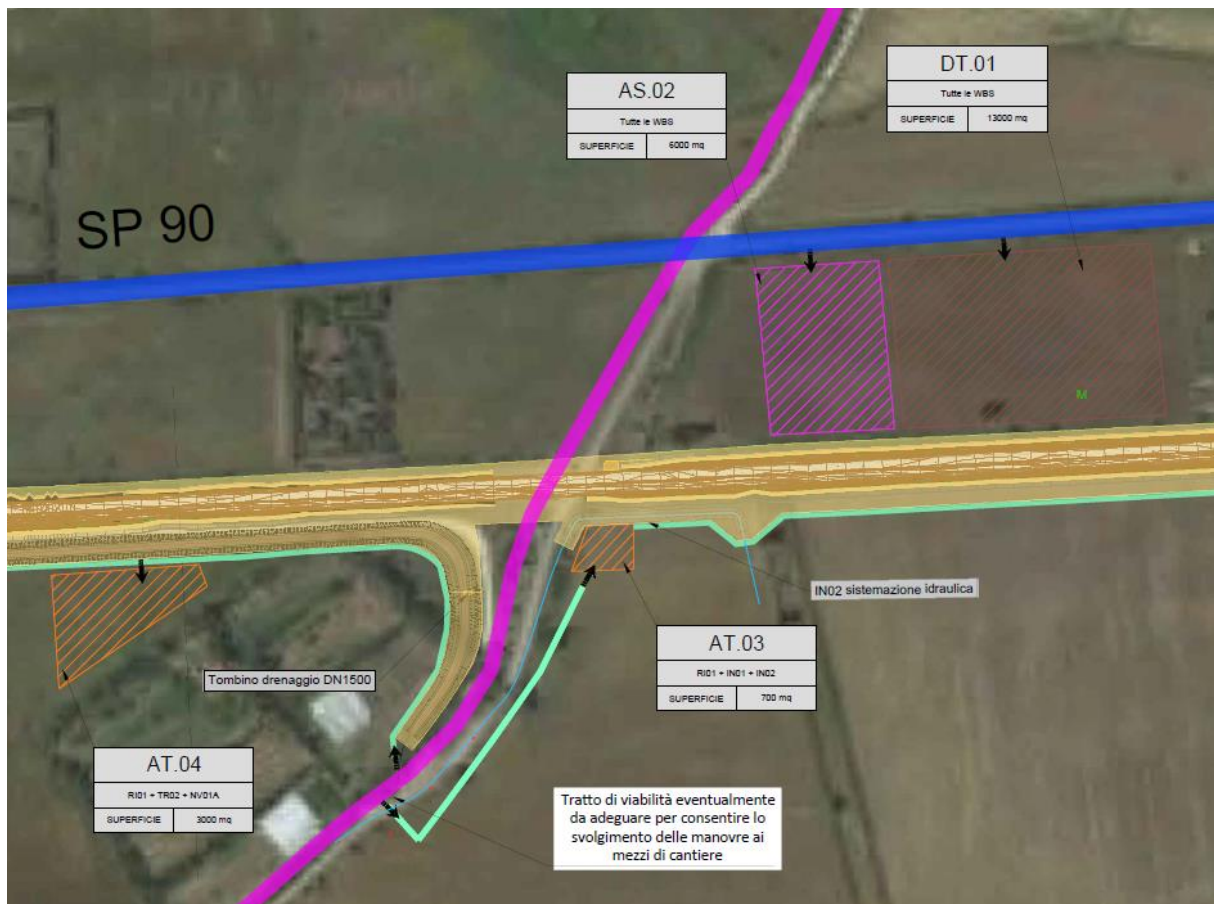 AS.02
Tutte le WBS
SUPERFICIE 6000 mq
DT.01
Tutte le WBS
SUPERFICIE 13000 mq
SP 90
M
IN02 sistemazione idraulica
AT.03
RI01 + IN01 + IN02
SUPERFICIE 700 mq
Tombino drenaggio DN1500
AT.04
RI01 + TR02 + NV01A
SUPERFICIE 3000 mq
Tratto di viabilità eventualmente
da adeguare per consentire lo
svolgimento delle manovre ai
mezzi di cantiere